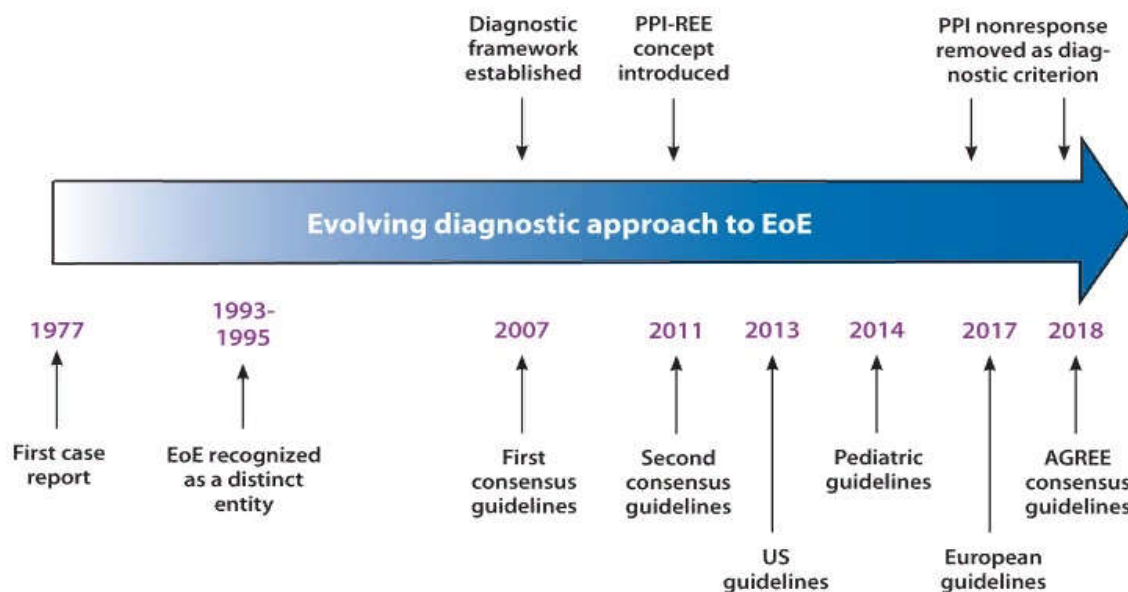 Diagnostic
framework
established
PPI-REE
concept
introduced
PPI nonresponse
removed as diag-
nostic criterion
Evolving diagnostic approach to EoE
1977
1993-
1995
2007
2011
2013
2014
2017
2018
First case
report
EoE recognized
as a distinct
entity
First
consensus
guidelines
Second
consensus
guidelines
US
guidelines
Pediatric
guidelines
European
guidelines
AGREE
consensus
guidelines